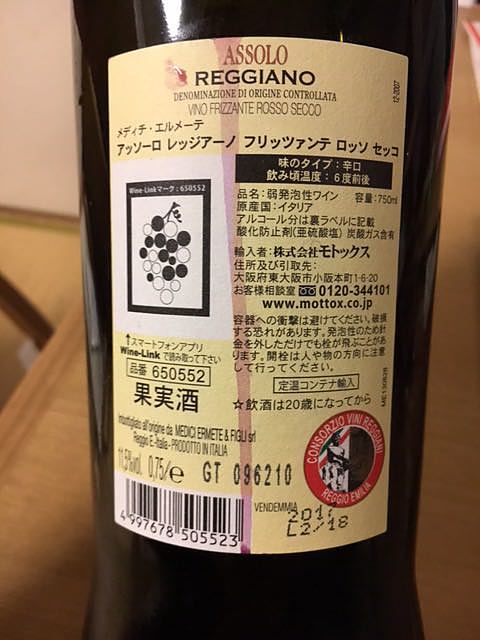 ASSOLO
REGGIANO
DENOMINAZIONE DI ORIGINE CONTROLLATA
VINO FRIZZANTE ROSSO SECCO
12-2007
メディチ・エルメーテ
アッソーロ レッジアーノ フリッツァンテ ロッソ セッコ
Wine-Linkマーク:650552
味のタイプ:辛口
飲み頃温度:6度前後
品名:弱発泡性ワイン 容量:750ml
原産国:イタリア
アルコール分は裏ラベルに記載
酸化防止剤(亜硫酸塩) 炭酸ガス含有
輸入者:株式会社モトックス
住所及び引取先:
大阪府東大阪市小阪本町1-6-20
お客様相談室 0120-344101
www.mottox.co.jp
容器への衝撃は避けてください。破損
する恐れがあります。発泡性のため針
金を外しただけでも栓が飛ぶことがあ
ります。開栓は人や物の方向に注意
して行ってください。
定温コンテナ輸入
☆飲酒は20歳になってから
↑スマートフォンアプリ
Wine-Linkで読み取って下さい
品番 650552
果実酒
Imbottigliato all'origine da MEDICI ERMETE & FIGLI srl
Reggio E.-Italia - PRODOTTO IN ITALIA
11,5%vol. 0,75 l e GT 096210
CONSORZIO VINI REGGIANI
REGGIO EMILIA
VENDEMMIA
L2/18
4 997678 505523